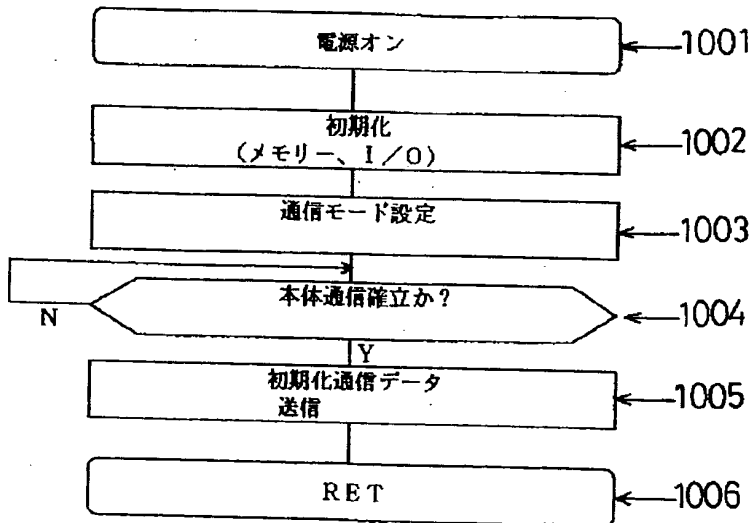 電源オン
1001
初期化
(メモリー、I/O)
1002
通信モード設定
1003
本体通信確立か?
1004
N
Y
初期化通信データ
送信
1005
RET
1006